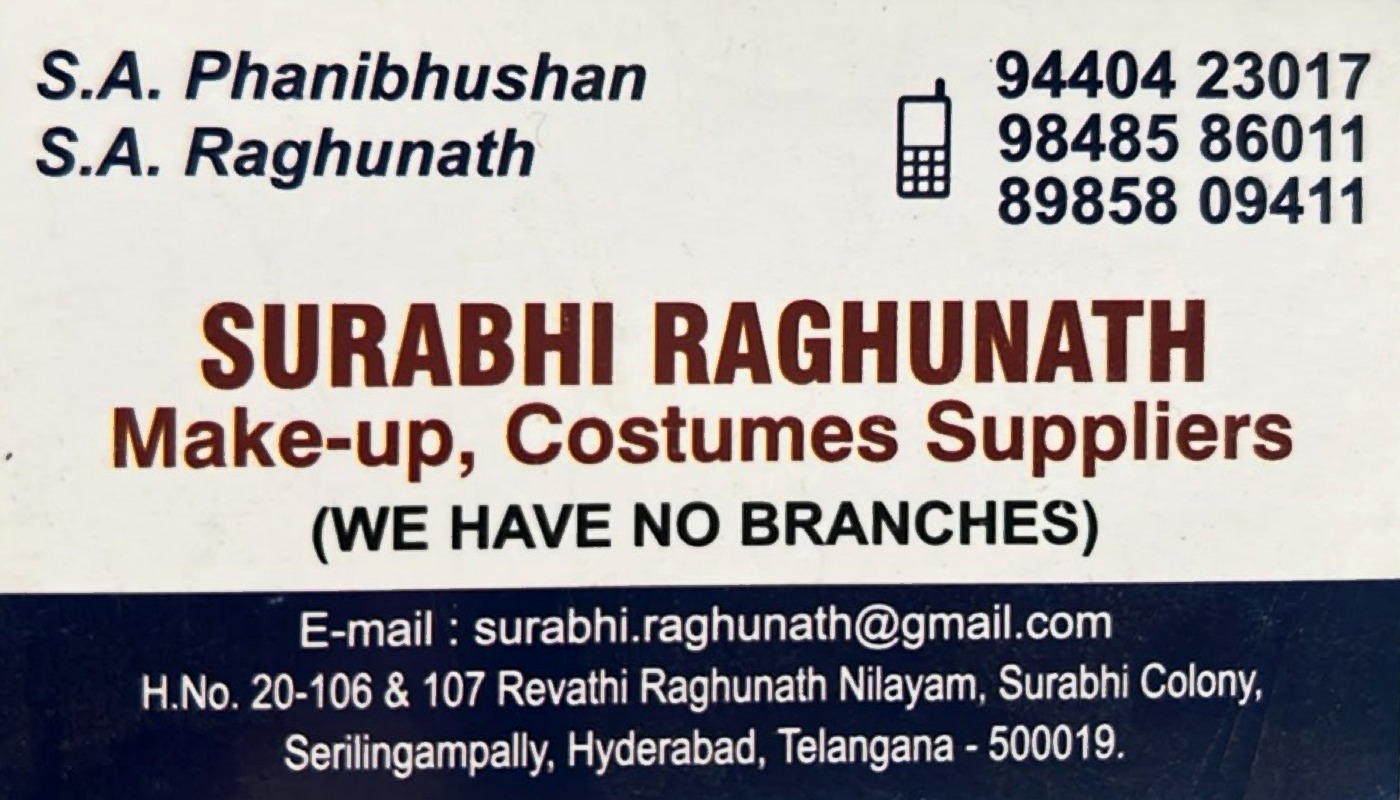 S.A. Phanibhushan
S.A. Raghunath
94404 23017
98485 86011
89858 09411
SURABHI RAGHUNATH
Make-up, Costumes Suppliers
(WE HAVE NO BRANCHES)
E-mail : surabhi.raghunath@gmail.com
H.No. 20-106 & 107 Revathi Raghunath Nilayam, Surabhi Colony,
Serilingampally, Hyderabad, Telangana - 500019.